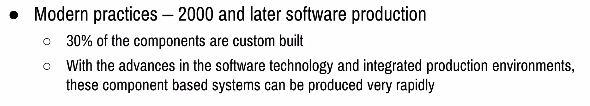 ● Modern practices – 2000 and later software production
○ 30% of the components are custom built
○ With the advances in the software technology and integrated production environments,
these component based systems can be produced very rapidly